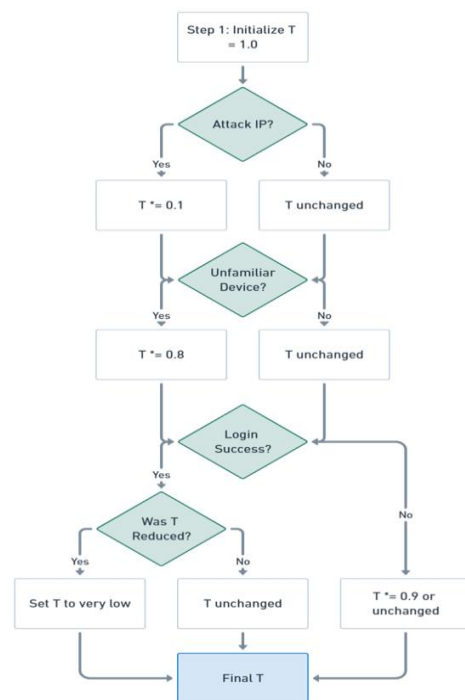 Step 1: Initialize T
= 1.0
Attack IP?
Yes
No
T *= 0.1
T unchanged
Unfamiliar
Device?
Yes
No
T *= 0.8
T unchanged
Login
Success?
Yes
No
Was T
Reduced?
Yes
No
Set T to very low
T unchanged
T *= 0.9 or
unchanged
Final T